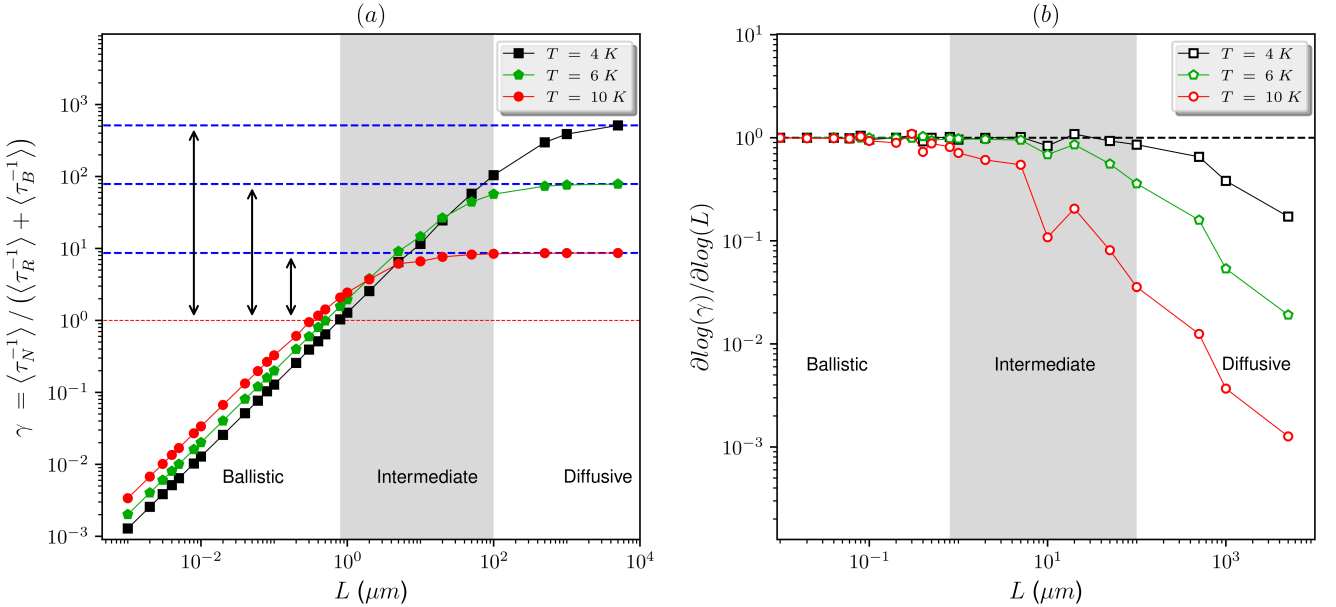 (a)
γ = ⟨τ_N^{-1}⟩ / (⟨τ_R^{-1}⟩ + ⟨τ_B^{-1}⟩)
10^3
10^2
10^1
10^0
10^{-1}
10^{-2}
10^{-3}
T = 4 K
T = 6 K
T = 10 K
Ballistic
Intermediate
Diffusive
10^{-2}
10^0
10^2
10^4
L (μm)
(b)
∂log(γ)/∂log(L)
10^1
10^0
10^{-1}
10^{-2}
10^{-3}
T = 4 K
T = 6 K
T = 10 K
Ballistic
Intermediate
Diffusive
10^{-1}
10^1
10^3
L (μm)